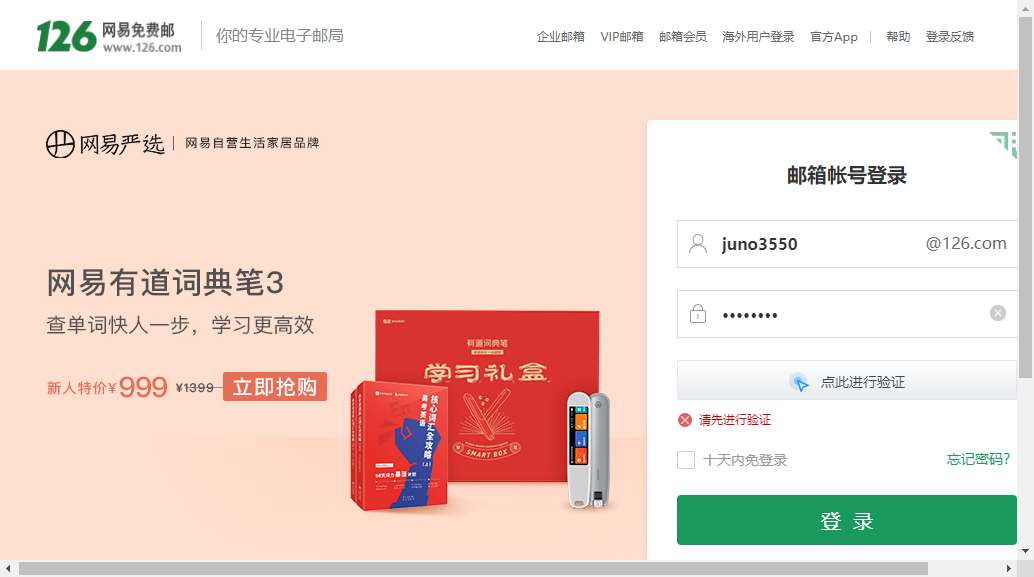 126 网易免费邮
www.126.com
你的专业电子邮局
企业邮箱 VIP邮箱 邮箱会员 海外用户登录 官方App | 帮助 登录反馈
网易严选 | 网易自营生活家居品牌
邮箱帐号登录
juno3550 @126.com
••••••••
点此进行验证
请先进行验证
十天内免登录 忘记密码?
登 录
网易有道词典笔3
查单词快人一步，学习更高效
新人特价¥999 ¥1399 立即抢购
有道词典笔
学习礼盒
SMART BOX
核心词汇全攻略
(上)
高考英语